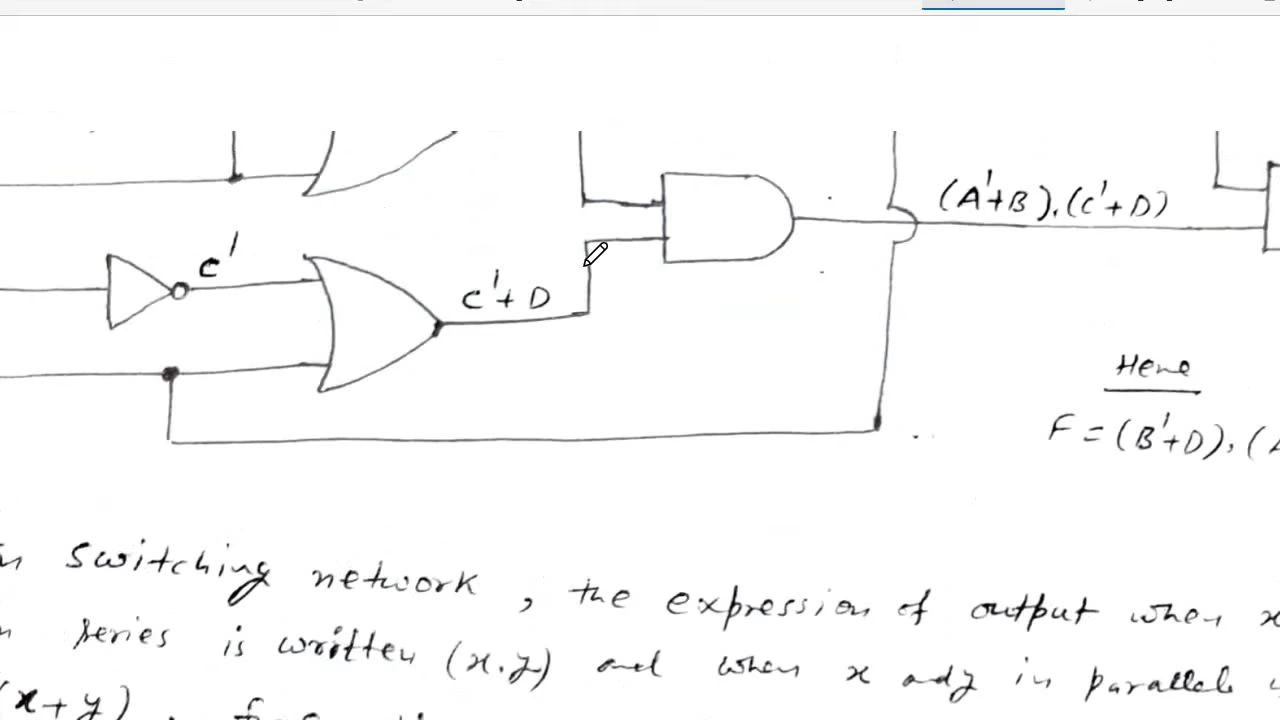 (A'+B).(C'+D)
C'
C'+D
Here
F = (B'+D).(A
switching network, the expression of output when x
series is written (x.y) and when x and y in parallel
(x+y).